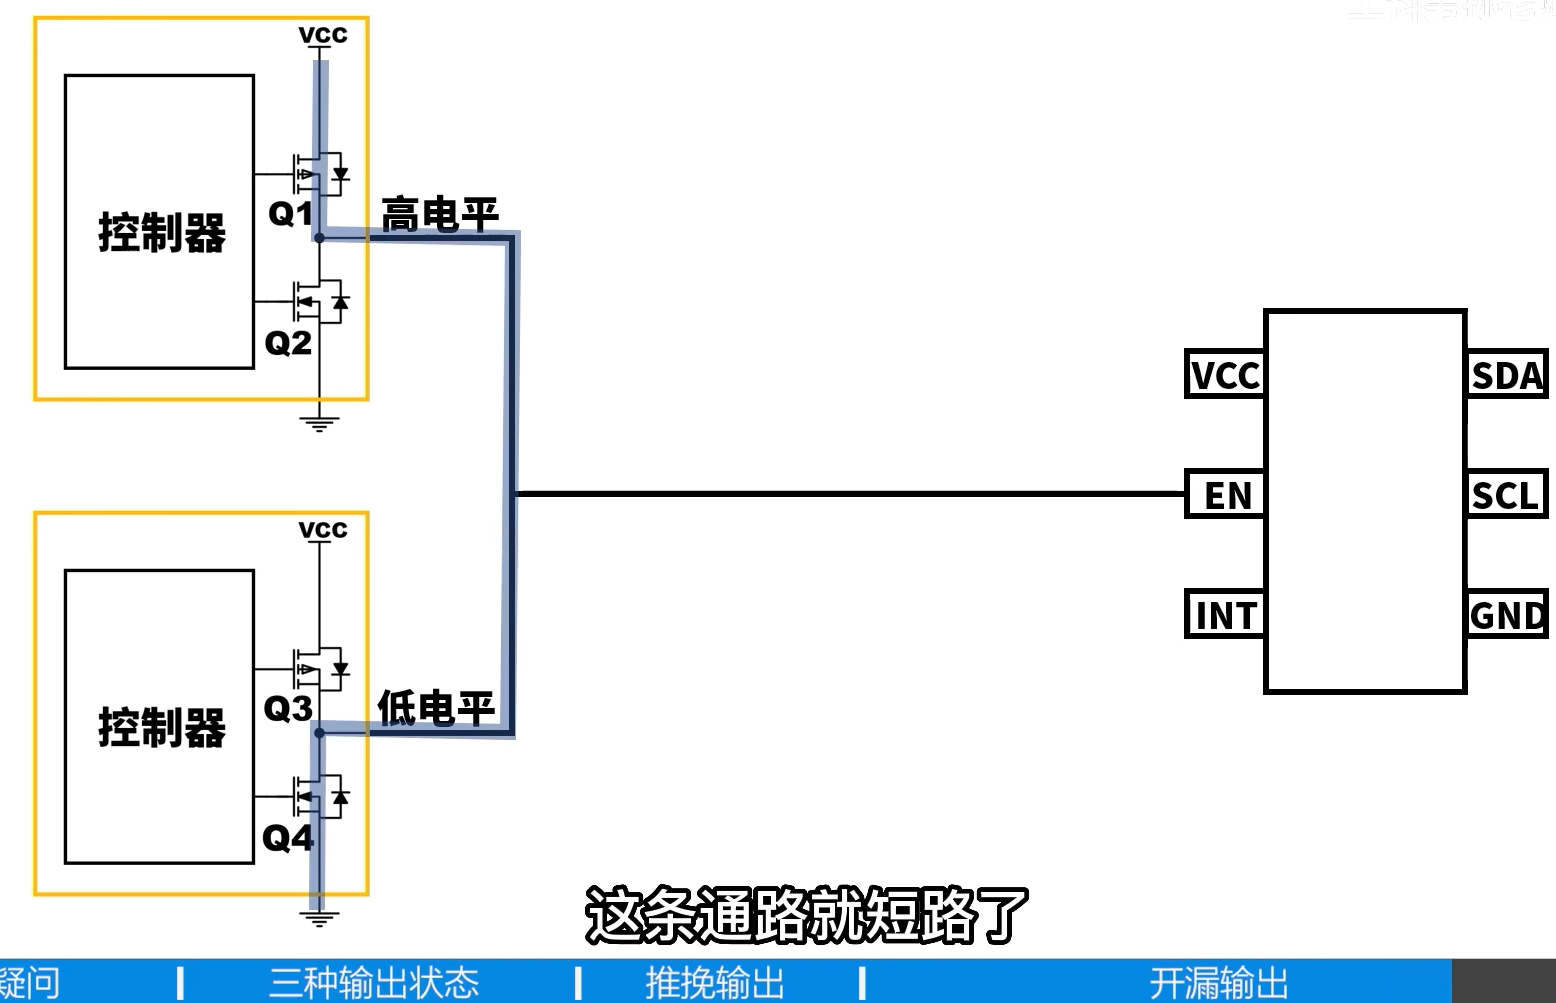 VCC
控制器
Q1
高电平
Q2
VCC
控制器
Q3
低电平
Q4
VCC
EN
INT
SDA
SCL
GND
这条通路就短路了
疑问
三种输出状态
推挽输出
开漏输出